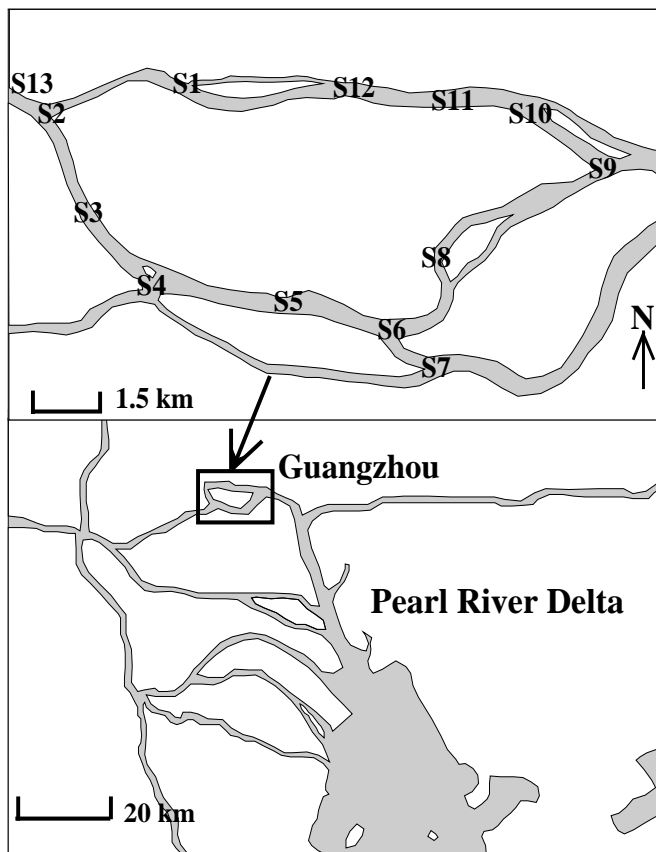 S13
S1
S12
S11
S10
S2
S9
S3
S8
S4
S5
S6
N
S7
1.5 km
Guangzhou
Pearl River Delta
20 km